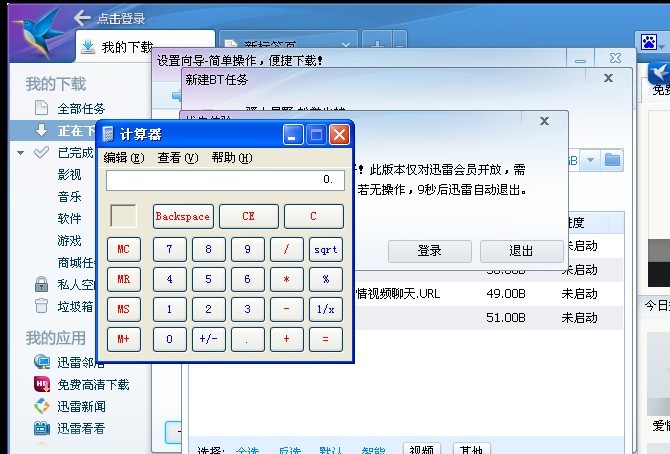 点击登录
我的下载
新标签页
设置向导-简单操作，便捷下载！
新建BT任务
我的下载
全部任务
正在下
已完成
影视
音乐
软件
游戏
商城任
私人空
垃圾箱
我的应用
迅雷邻居
免费高清下载
迅雷新闻
迅雷看看
计算器
编辑(E) 查看(V) 帮助(H)
0.
Backspace CE C
MC 7 8 9 / sqrt
MR 4 5 6 * %
MS 1 2 3 - 1/x
M+ 0 +/- . + =
！此版本仅对迅雷会员开放，需
若无操作，9秒后迅雷自动退出。
登录 退出
GB
度
未启动
未启动
情视频聊天.URL 49.00B 未启动
51.00B 未启动
选择: 全选 反选 默认 智能 视频 其他
免
今日
爱情